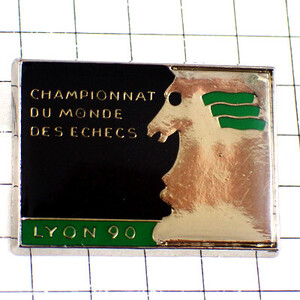 CHAMPIONNAT
DU MONDE
DES ECHECS
LYON 90